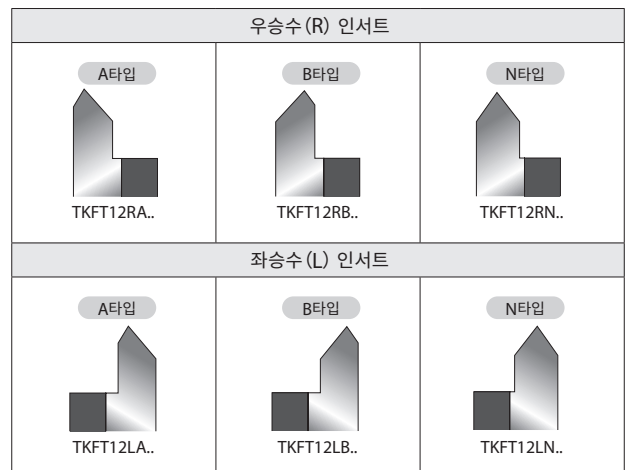 우승수(R) 인서트
A타입
B타입
N타입
TKFT12RA..
TKFT12RB..
TKFT12RN..
좌승수(L) 인서트
A타입
B타입
N타입
TKFT12LA..
TKFT12LB..
TKFT12LN..